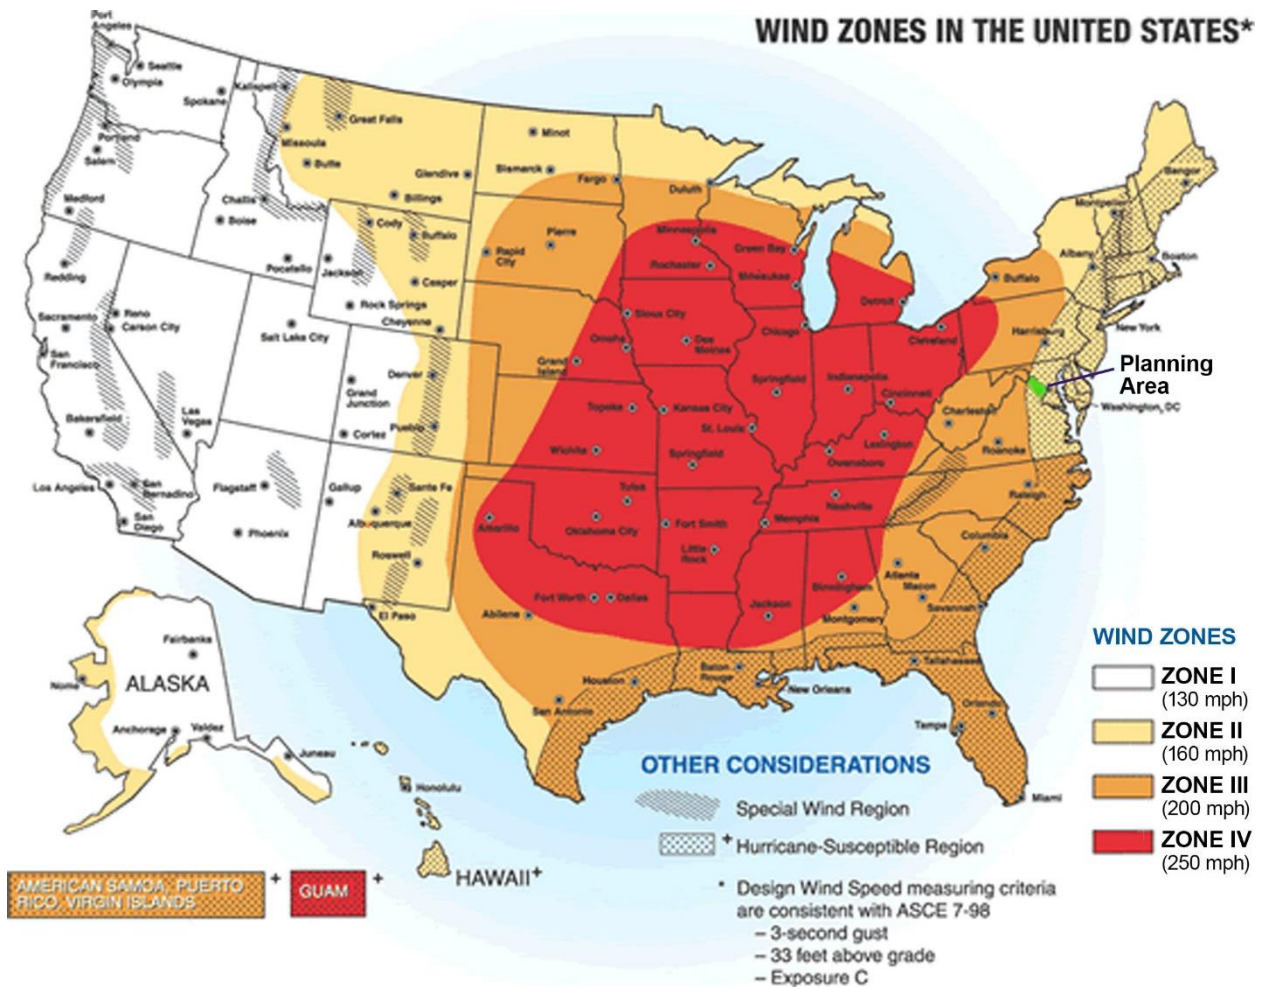 WIND ZONES IN THE UNITED STATES*
Port
Angeles
Seattle
Olympia
Spokane
Kalispell
Great Falls
Missoula
Butte
Glendive
Billings
Minot
Bismarck
Fargo
Duluth
Portland
Salem
Medford
Challis
Boise
Pocatello
Jackson
Cody
Buffalo
Casper
Rock Springs
Cheyenne
Rapid
City
Pierre
Minneapolis
Rochester
Green Bay
Milwaukee
Detroit
Chicago
Cleveland
Buffalo
Albany
Montpelier
Bangor
Boston
New York
Harrisburg
Planning
Area
Washington, DC
Redding
Sacramento
San
Francisco
Reno
Carson City
Salt Lake City
Grand
Junction
Cortez
Denver
Pueblo
Sioux City
Omaha
Des
Moines
Grand
Island
Topeka
Kansas City
Springfield
St. Louis
Indianapolis
Cincinnati
Charleston
Roanoke
Lexington
Owensboro
Wichita
Springfield
Bakersfield
Las
Vegas
Los Angeles
San
Bernadino
San
Diego
Flagstaff
Phoenix
Gallup
Sante Fe
Albuquerque
Roswell
El Paso
Amarillo
Tulsa
Oklahoma City
Fort Smith
Little
Rock
Memphis
Nashville
Raleigh
Columbia
Atlanta
Macon
Savannah
Birmingham
Montgomery
Jackson
Fort Worth
Dallas
Abilene
San Antonio
Houston
Baton
Rouge
New Orleans
Tallahassee
Orlando
Tampa
Miami
Fairbanks
Nome
ALASKA
Anchorage
Valdez
Juneau
Honolulu
HAWAII+
AMERICAN SAMOA, PUERTO
RICO, VIRGIN ISLANDS
+
GUAM
+
WIND ZONES
ZONE I
(130 mph)
ZONE II
(160 mph)
ZONE III
(200 mph)
ZONE IV
(250 mph)
OTHER CONSIDERATIONS
Special Wind Region
+ Hurricane-Susceptible Region
* Design Wind Speed measuring criteria
are consistent with ASCE 7-98
– 3-second gust
– 33 feet above grade
– Exposure C